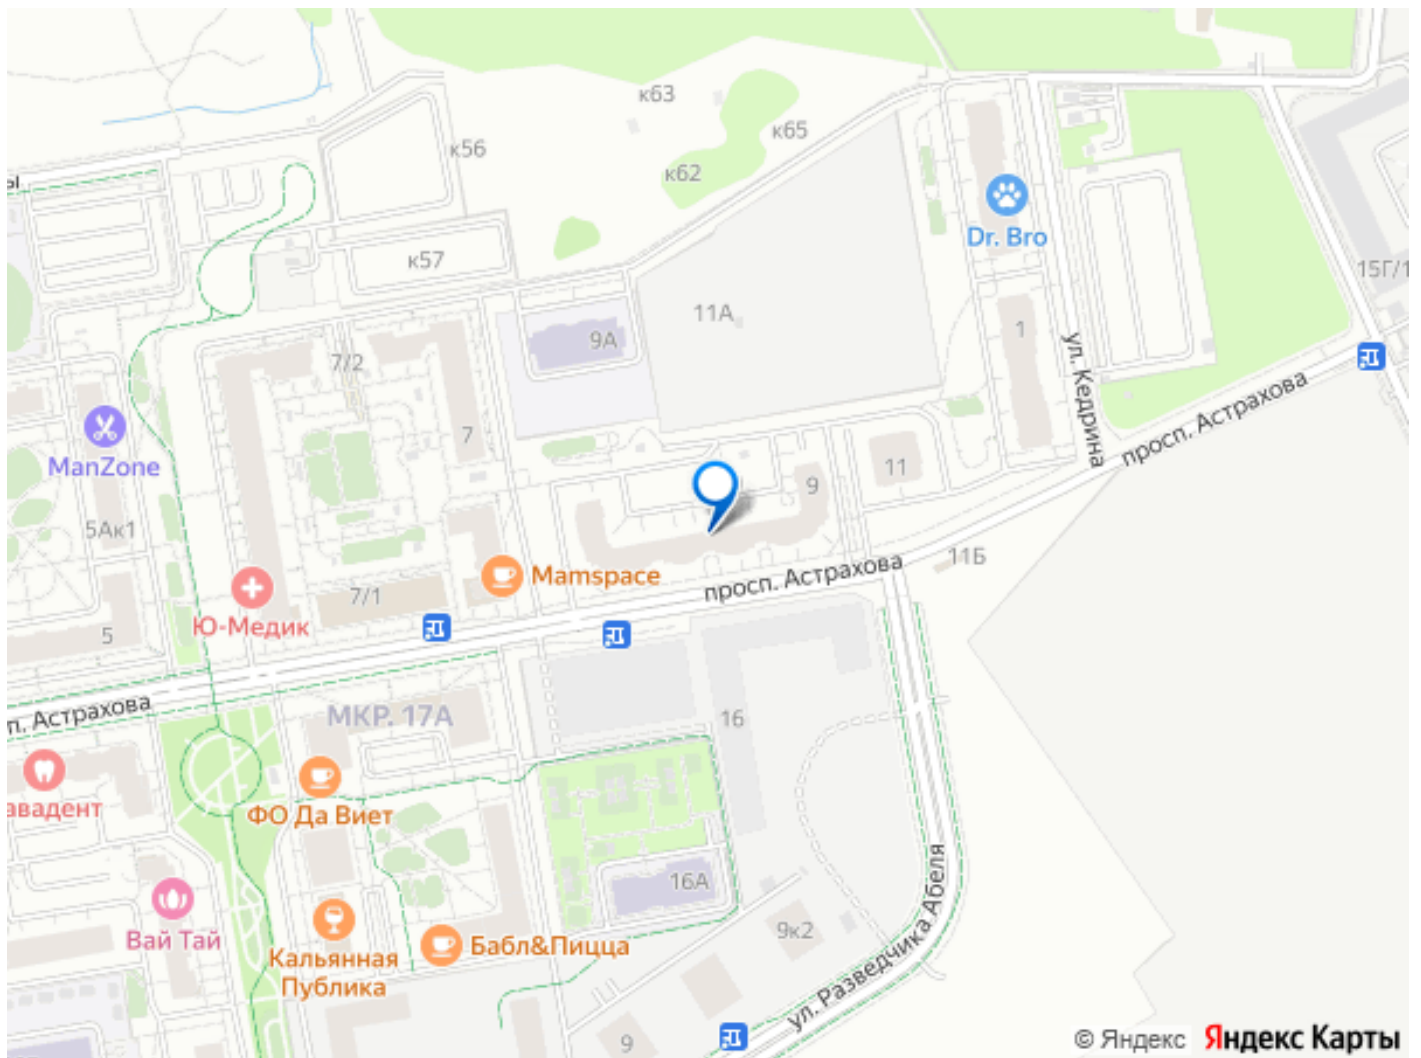 к63
к65
к56
к62
ы
Dr. Bro
к57
15Г/1
11А
9А
1
7/2
ул. Кедрина
просп. Астрахова
7
ManZone
11
9
5Ак1
11Б
Mamspace
просп. Астрахова
7/1
Ю-Медик
5
п. Астрахова
МКР. 17А
16
авадент
ФО Да Виет
16А
ул. Разведчика Абеля
Вай Тай
9к2
Бабл&Пицца
Кальянная
Публика
9
© Яндекс Яндекс Карты